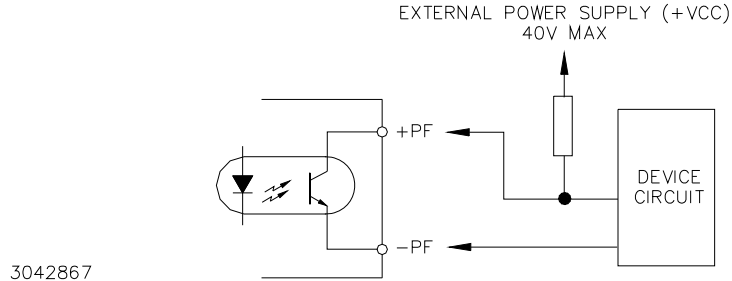 EXTERNAL POWER SUPPLY (+VCC)
40V MAX
+PF
DEVICE
CIRCUIT
-PF
3042867